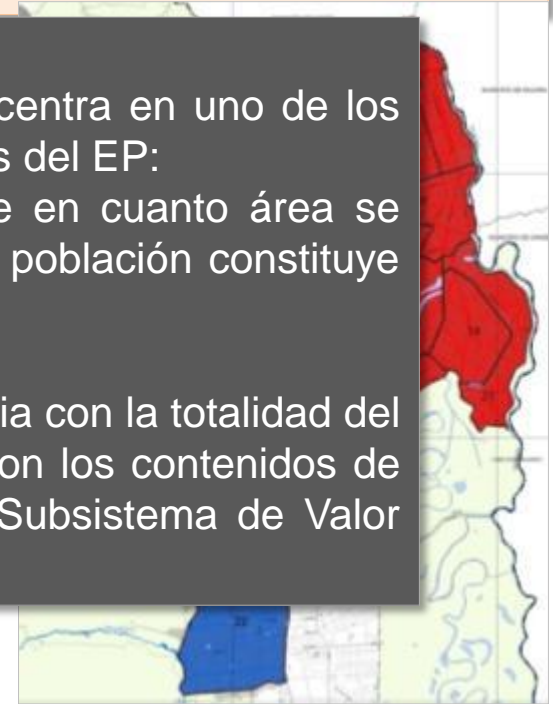 centra en uno de los
s del EP:
e en cuanto área se
población constituye
ia con la totalidad del
on los contenidos de
Subsistema de Valor